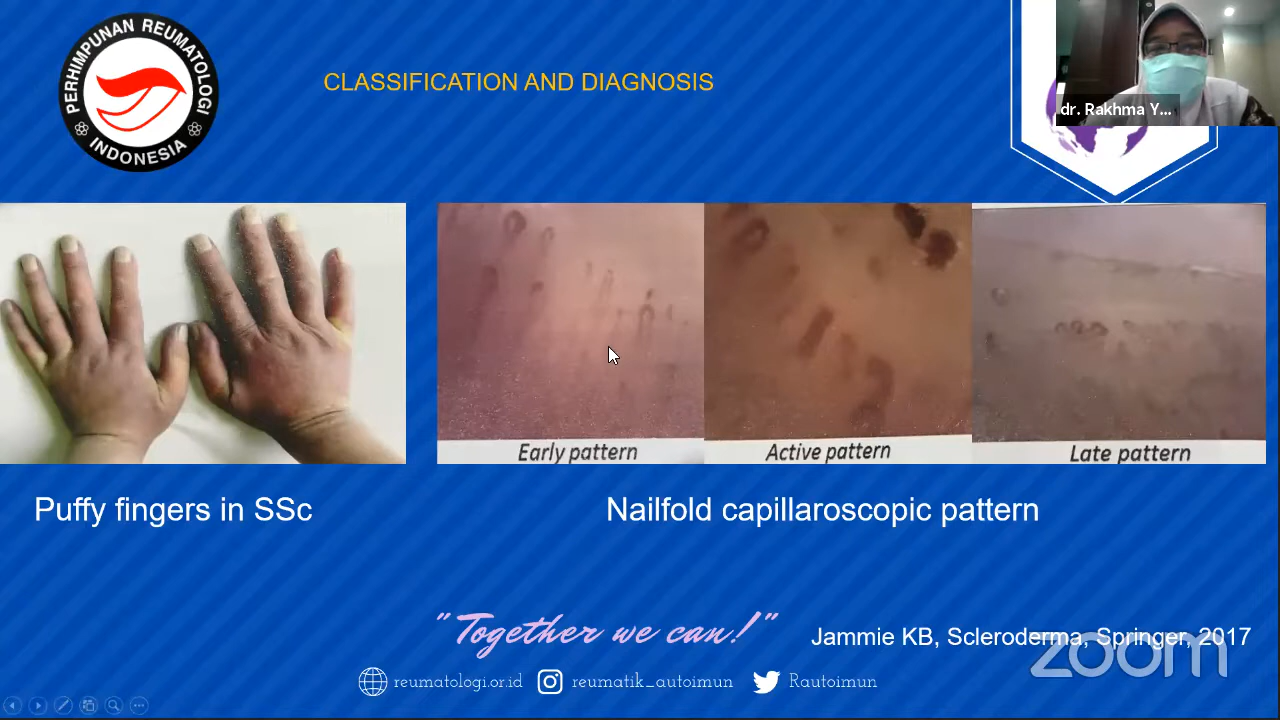 PERHIMPUNAN REUMATOLOGI
INDONESIA
CLASSIFICATION AND DIAGNOSIS
dr. Rakhma Y...
Early pattern
Active pattern
Late pattern
Puffy fingers in SSc
Nailfold capillaroscopic pattern
"Together we can!"
Jammie KB, Scleroderma, Springer, 2017
zoom
reumatologi.or.id
reumatik_autoimun
Rautoimun